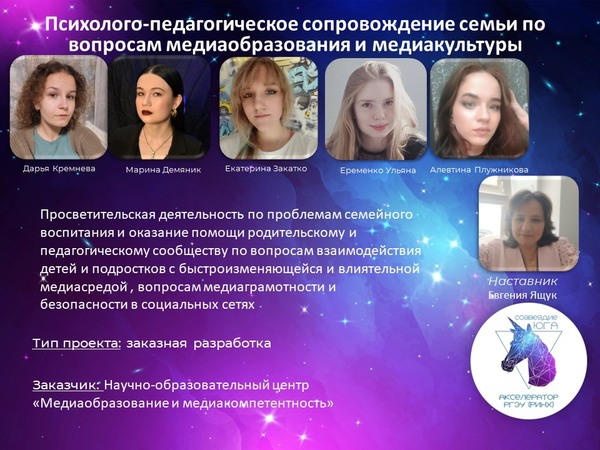 Психолого-педагогическое сопровождение семьи по
вопросам медиаобразования и медиакультуры
Дарья Кремнева
Марина Демяник
Екатерина Закатко
Еременко Ульяна
Алевтина Плужникова
Просветительская деятельность по проблемам семейного
воспитания и оказание помощи родительскому и
педагогическому сообществу по вопросам взаимодействия
детей и подростков с быстроизменяющейся и влиятельной
медиасредой , вопросам медиаграмотности и
безопасности в социальных сетях
Наставник
Евгения Ящук
Тип проекта: заказная разработка
Заказчик: Научно-образовательный центр
«Медиаобразование и медиакомпетентность»
СОЗВЕЗДИЕ
ЮГА
АКСЕЛЕРАТОР
РГЭУ (РИНХ)